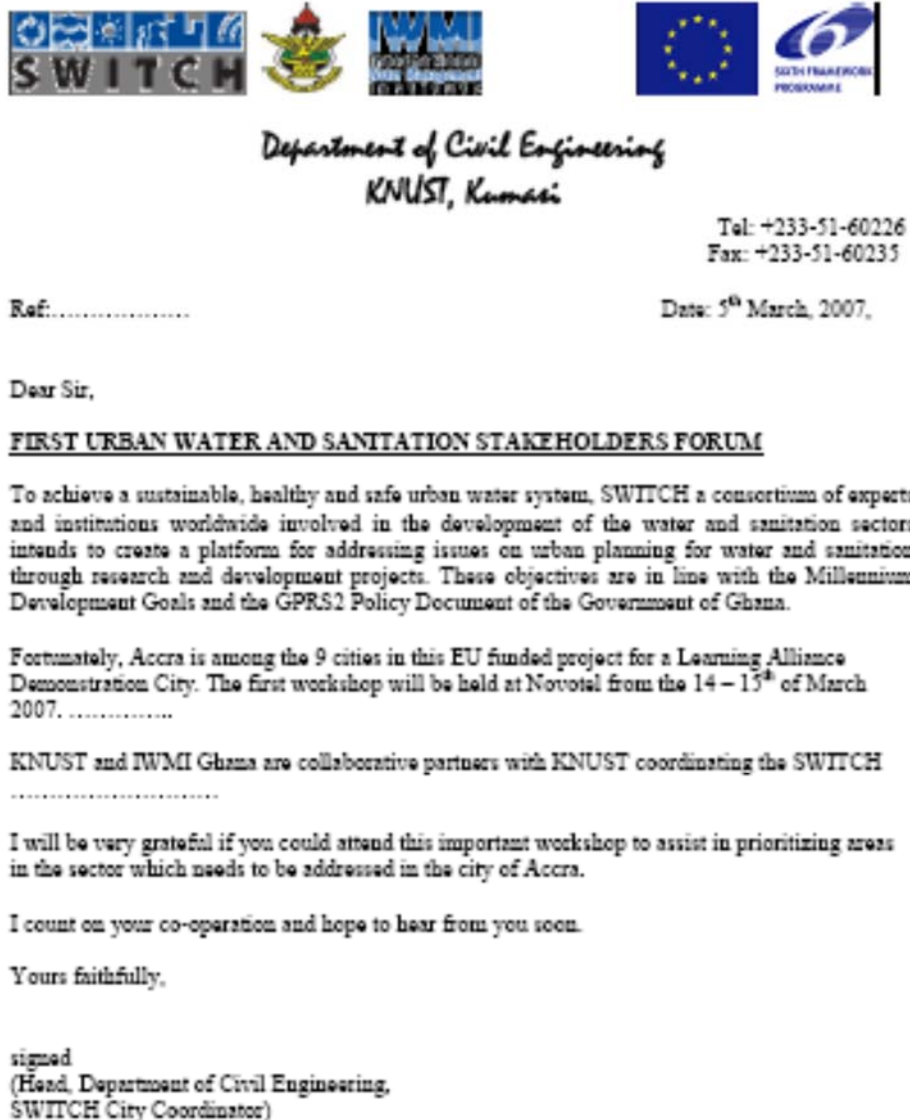 SWITCH
IWMI
SIXTH FRAMEWORK
PROGRAMME
Department of Civil Engineering
KNUST, Kumasi
Tel: +233-51-60226
Fax: +233-51-60235
Ref:……………… Date: 5th March, 2007,
Dear Sir,
FIRST URBAN WATER AND SANITATION STAKEHOLDERS FORUM
To achieve a sustainable, healthy and safe urban water system, SWITCH a consortium of experts
and institutions worldwide involved in the development of the water and sanitation sectors
intends to create a platform for addressing issues on urban planning for water and sanitation
through research and development projects. These objectives are in line with the Millennium
Development Goals and the GPRS2 Policy Document of the Government of Ghana.
Fortunately, Accra is among the 9 cities in this EU funded project for a Learning Alliance
Demonstration City. The first workshop will be held at Novotel from the 14 – 15th of March
2007. …………..
KNUST and IWMI Ghana are collaborative partners with KNUST coordinating the SWITCH
………………………
I will be very grateful if you could attend this important workshop to assist in prioritizing areas
in the sector which needs to be addressed in the city of Accra.
I count on your co-operation and hope to hear from you soon.
Yours faithfully,
signed
(Head, Department of Civil Engineering,
SWITCH City Coordinator)